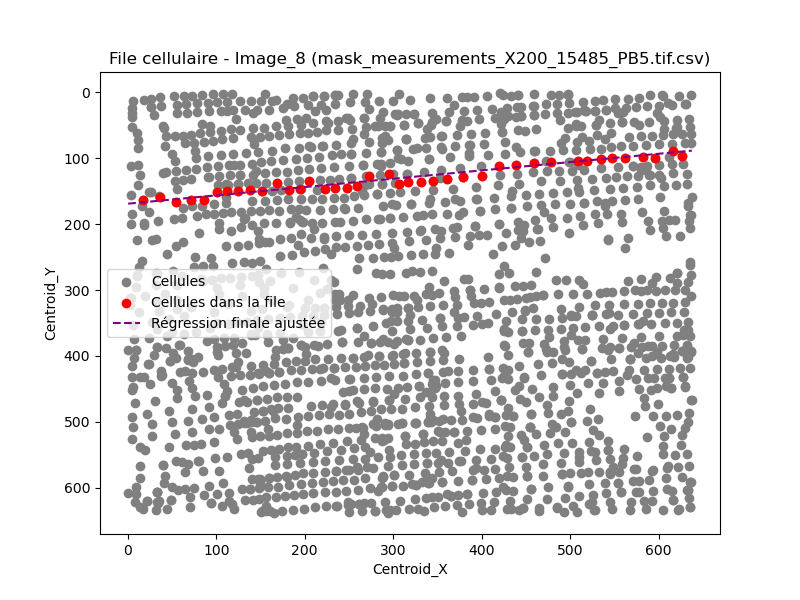 File cellulaire - Image_8 (mask_measurements_X200_15485_PB5.tif.csv)
0
100
200
300
400
500
600
Centroid_Y
Cellules
Cellules dans la file
Régression finale ajustée
0 100 200 300 400 500 600
Centroid_X